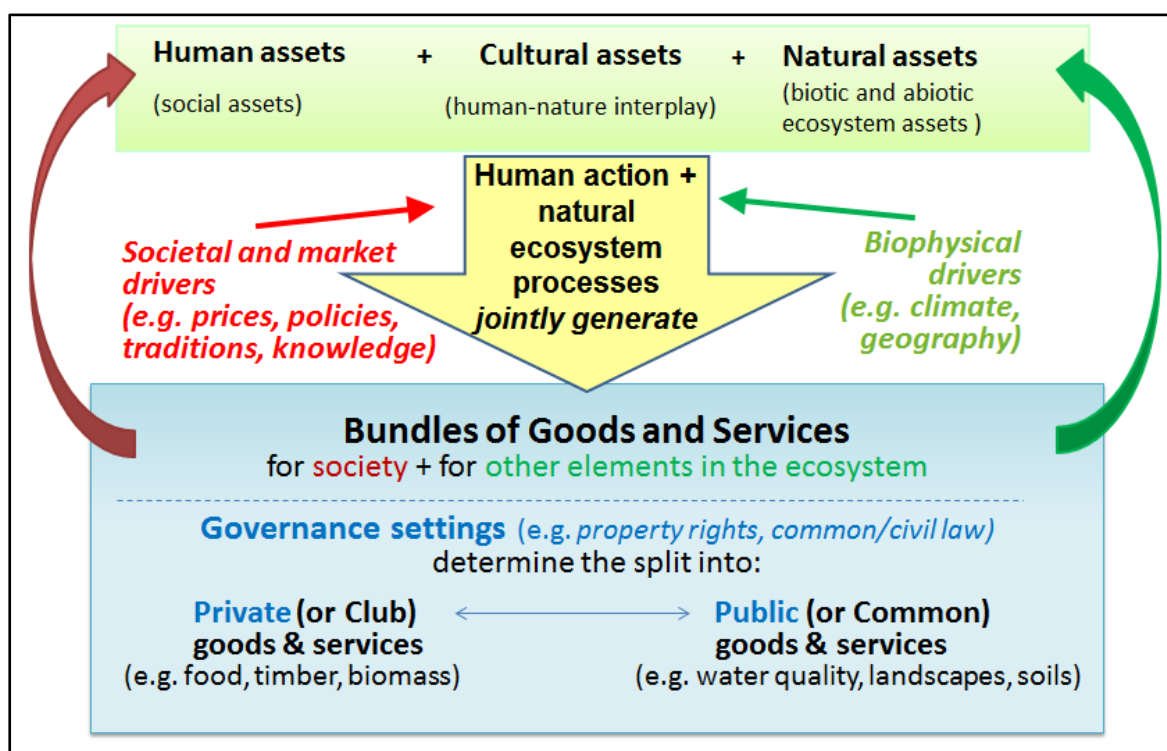 Human assets + Cultural assets + Natural assets
(social assets) (human-nature interplay) (biotic and abiotic
ecosystem assets )
Human action +
natural
ecosystem
processes
jointly generate
Societal and market
drivers
(e.g. prices, policies,
traditions, knowledge)
Biophysical
drivers
(e.g. climate,
geography)
Bundles of Goods and Services
for society + for other elements in the ecosystem
Governance settings (e.g. property rights, common/civil law)
determine the split into:
Private (or Club)
goods & services
(e.g. food, timber, biomass)
Public (or Common)
goods & services
(e.g. water quality, landscapes, soils)